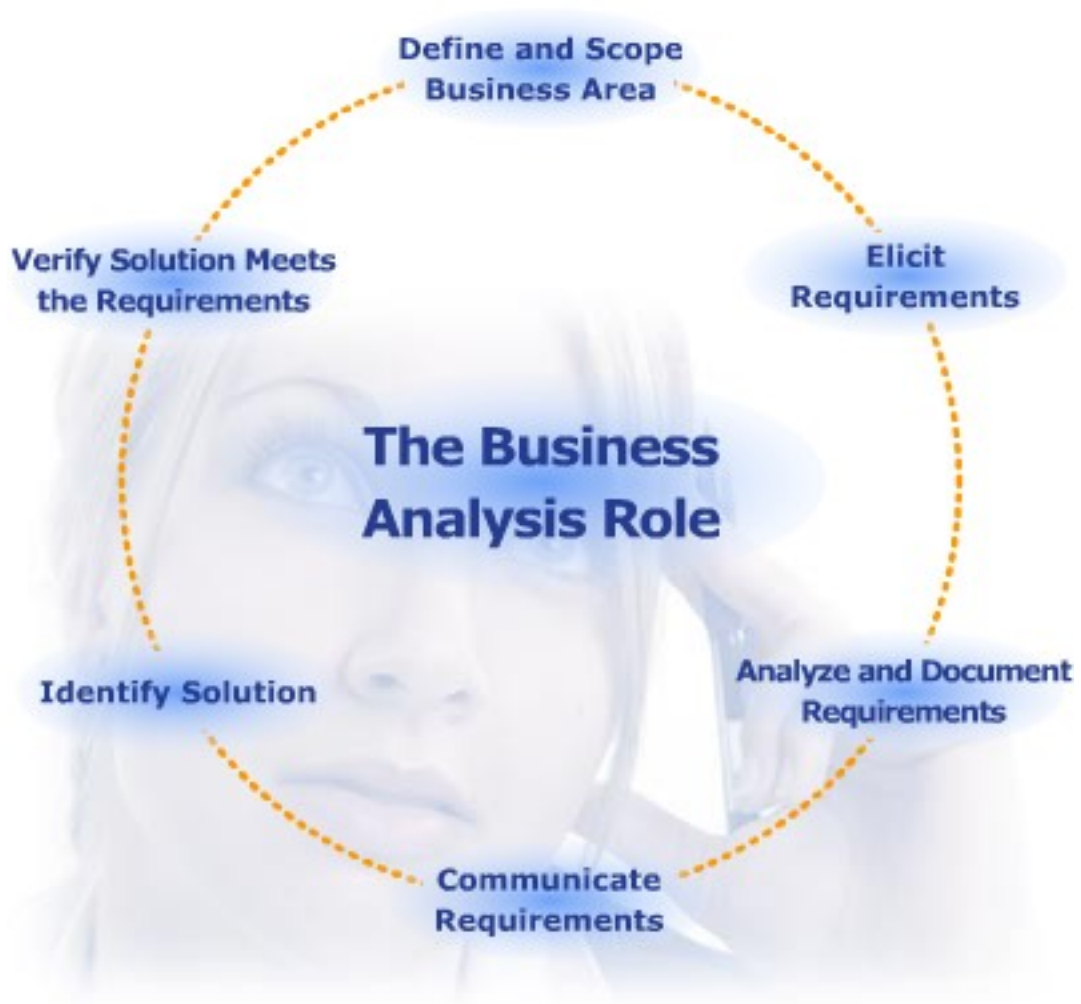 Define and Scope
Business Area
Elicit
Requirements
Analyze and Document
Requirements
Communicate
Requirements
Identify Solution
Verify Solution Meets
the Requirements
The Business
Analysis Role